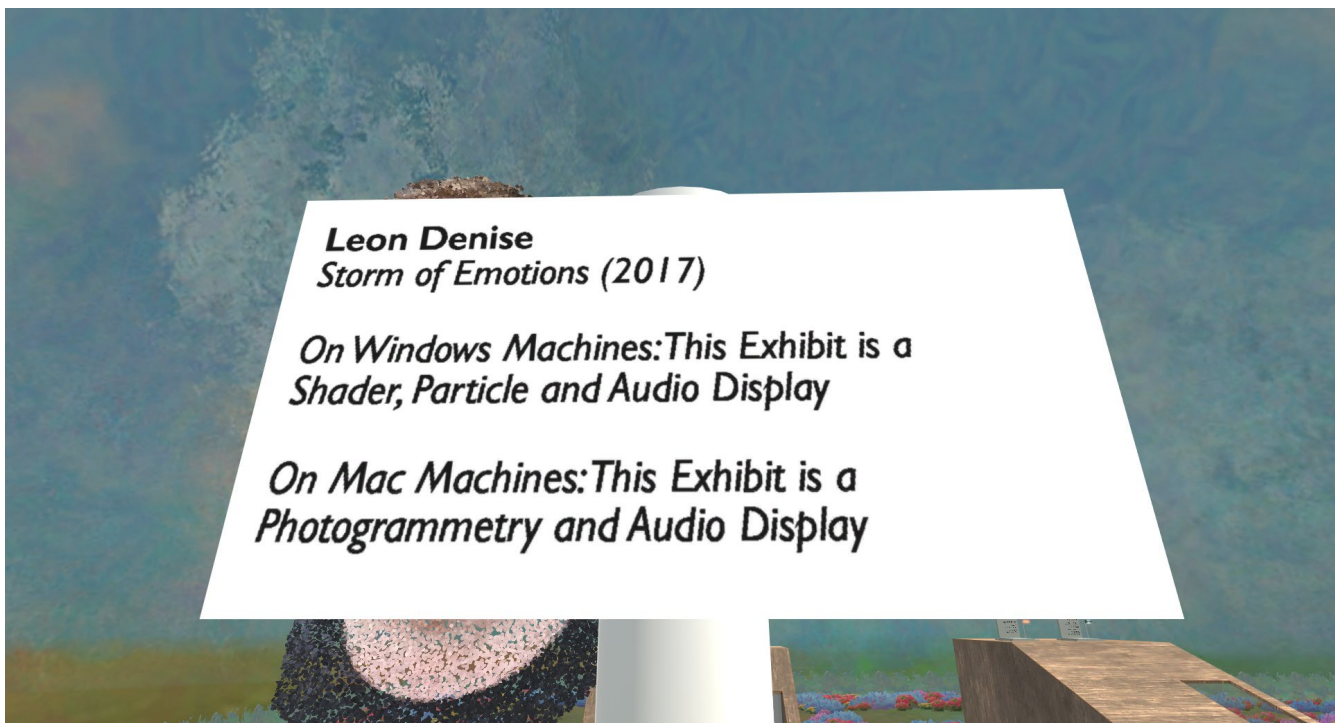 Leon Denise
Storm of Emotions (2017)
On Windows Machines: This Exhibit is a
Shader, Particle and Audio Display
On Mac Machines: This Exhibit is a
Photogrammetry and Audio Display